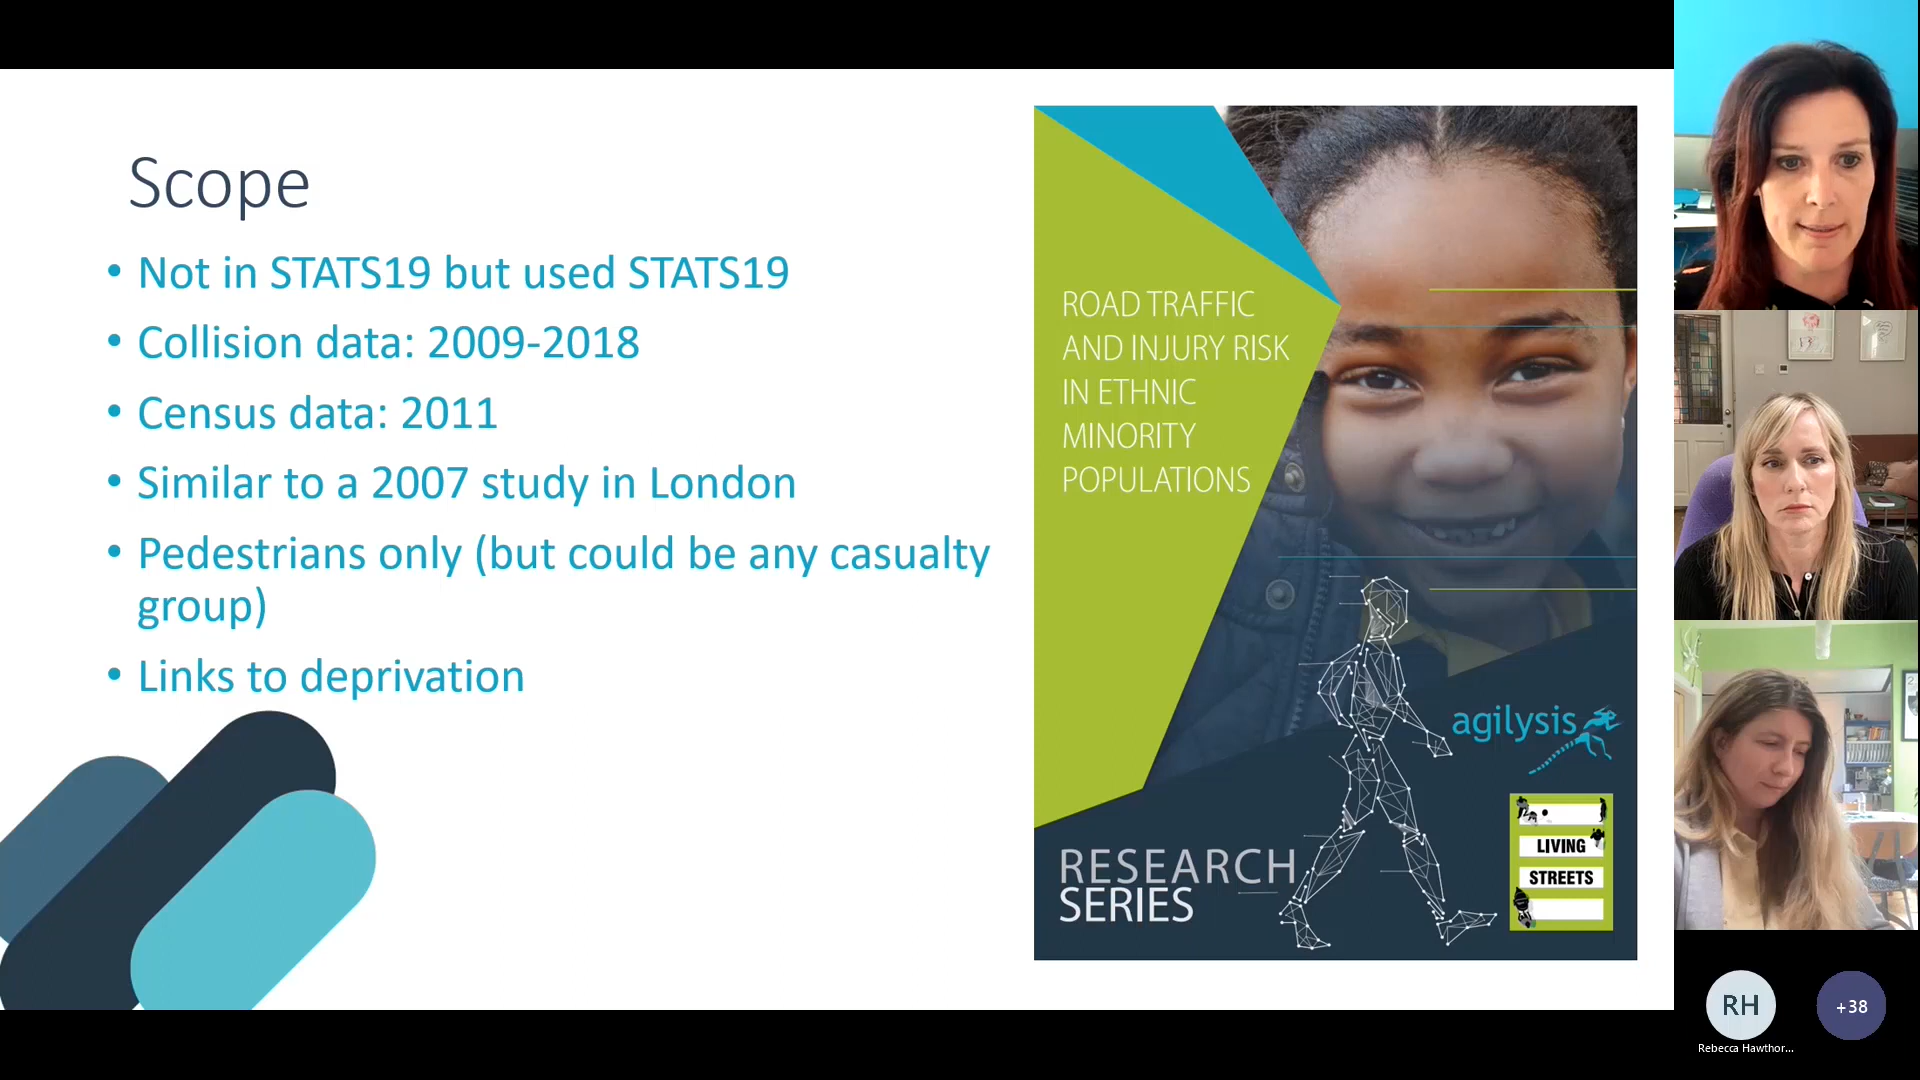 Scope
• Not in STATS19 but used STATS19
• Collision data: 2009-2018
• Census data: 2011
• Similar to a 2007 study in London
• Pedestrians only (but could be any casualty
group)
• Links to deprivation
ROAD TRAFFIC
AND INJURY RISK
IN ETHNIC
MINORITY
POPULATIONS
agilysis
LIVING
STREETS
RESEARCH
SERIES
RH
+38
Rebecca Hawthor...